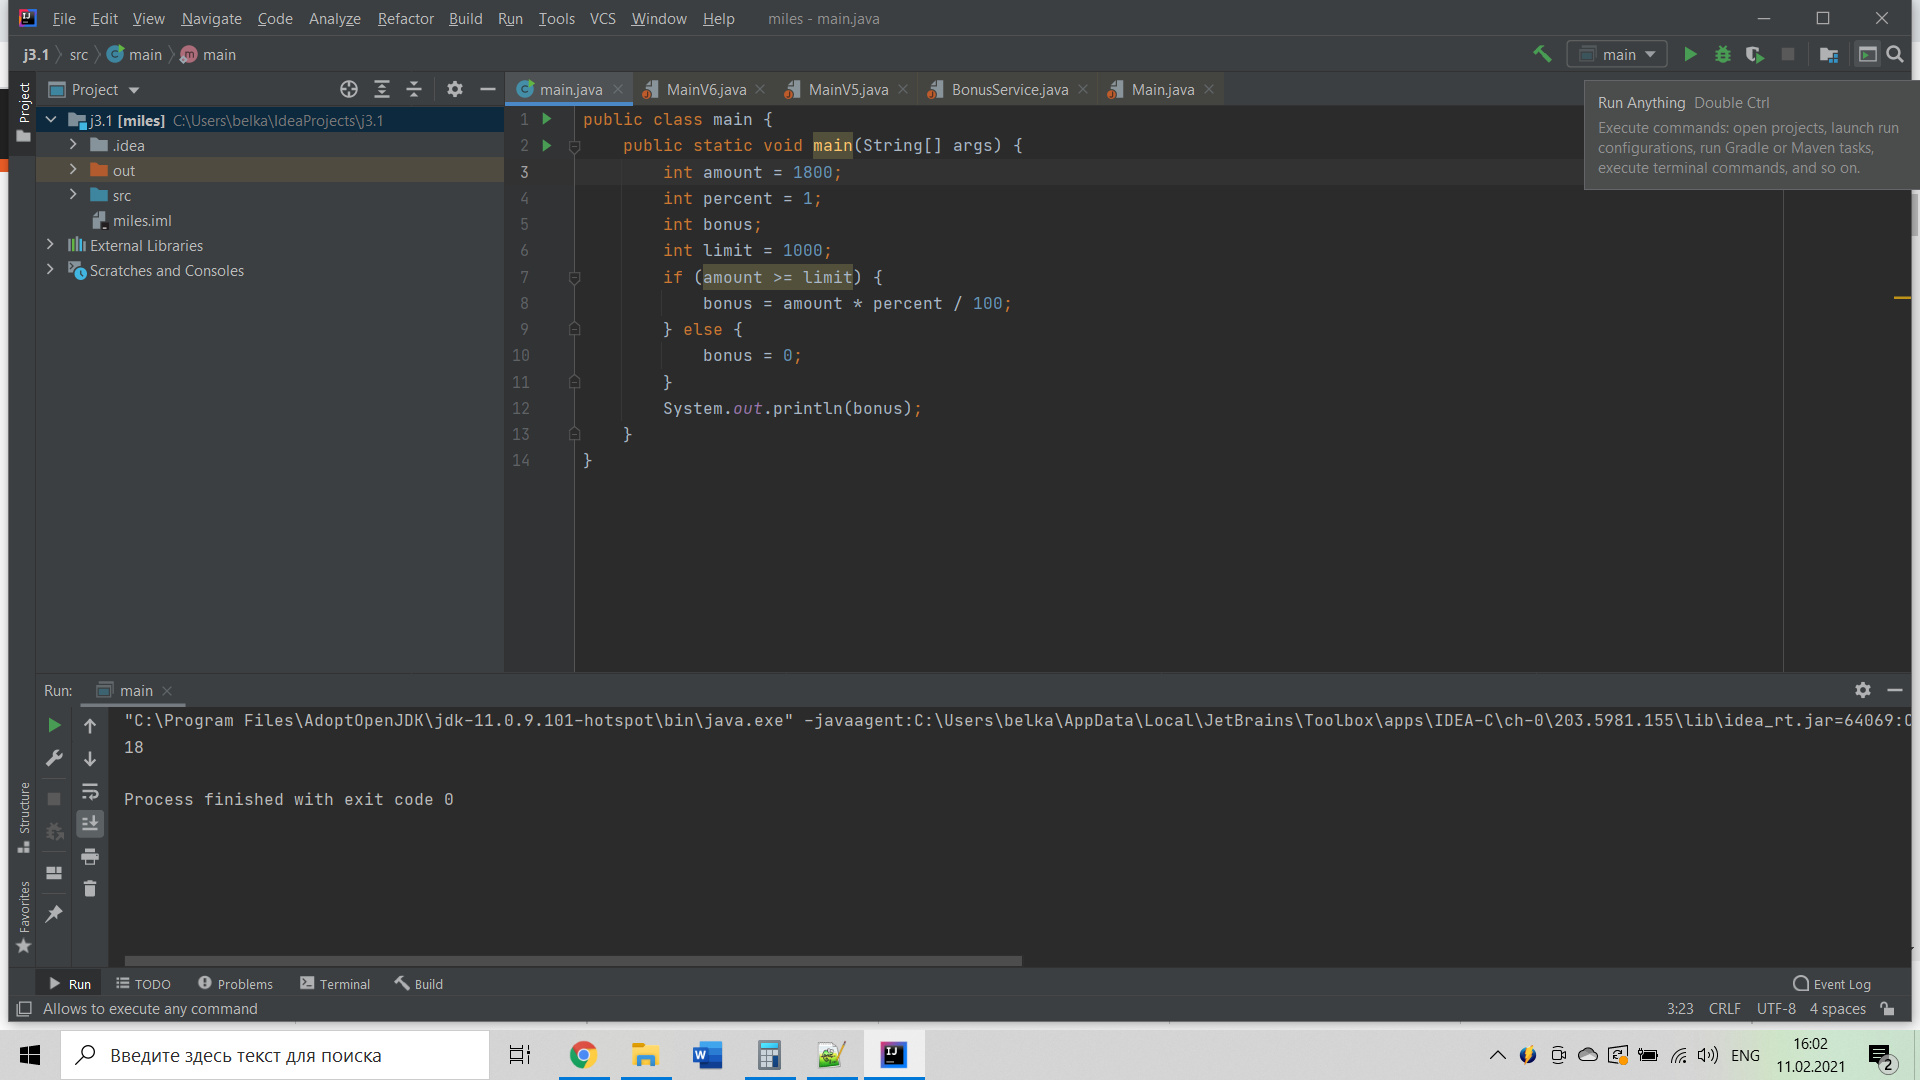 File Edit View Navigate Code Analyze Refactor Build Run Tools VCS Window Help miles - main.java
j3.1 src main main main
Project main.java MainV6.java MainV5.java BonusService.java Main.java
Run Anything Double Ctrl
Execute commands: open projects, launch run
configurations, run Gradle or Maven tasks,
execute terminal commands, and so on.
Project
j3.1 [miles] C:\Users\belka\IdeaProjects\j3.1
.idea
out
src
miles.iml
External Libraries
Scratches and Consoles
1 public class main {
2 public static void main(String[] args) {
3 int amount = 1800;
4 int percent = 1;
5 int bonus;
6 int limit = 1000;
7 if (amount >= limit) {
8 bonus = amount * percent / 100;
9 } else {
10 bonus = 0;
11 }
12 System.out.println(bonus);
13 }
14 }
Run: main
"C:\Program Files\AdoptOpenJDK\jdk-11.0.9.101-hotspot\bin\java.exe" -javaagent:C:\Users\belka\AppData\Local\JetBrains\Toolbox\apps\IDEA-C\ch-0\203.5981.155\lib\idea_rt.jar=64069:C
18
Process finished with exit code 0
Structure
Favorites
Run TODO Problems Terminal Build Event Log
Allows to execute any command 3:23 CRLF UTF-8 4 spaces
Введите здесь текст для поиска
ENG
16:02
11.02.2021
2